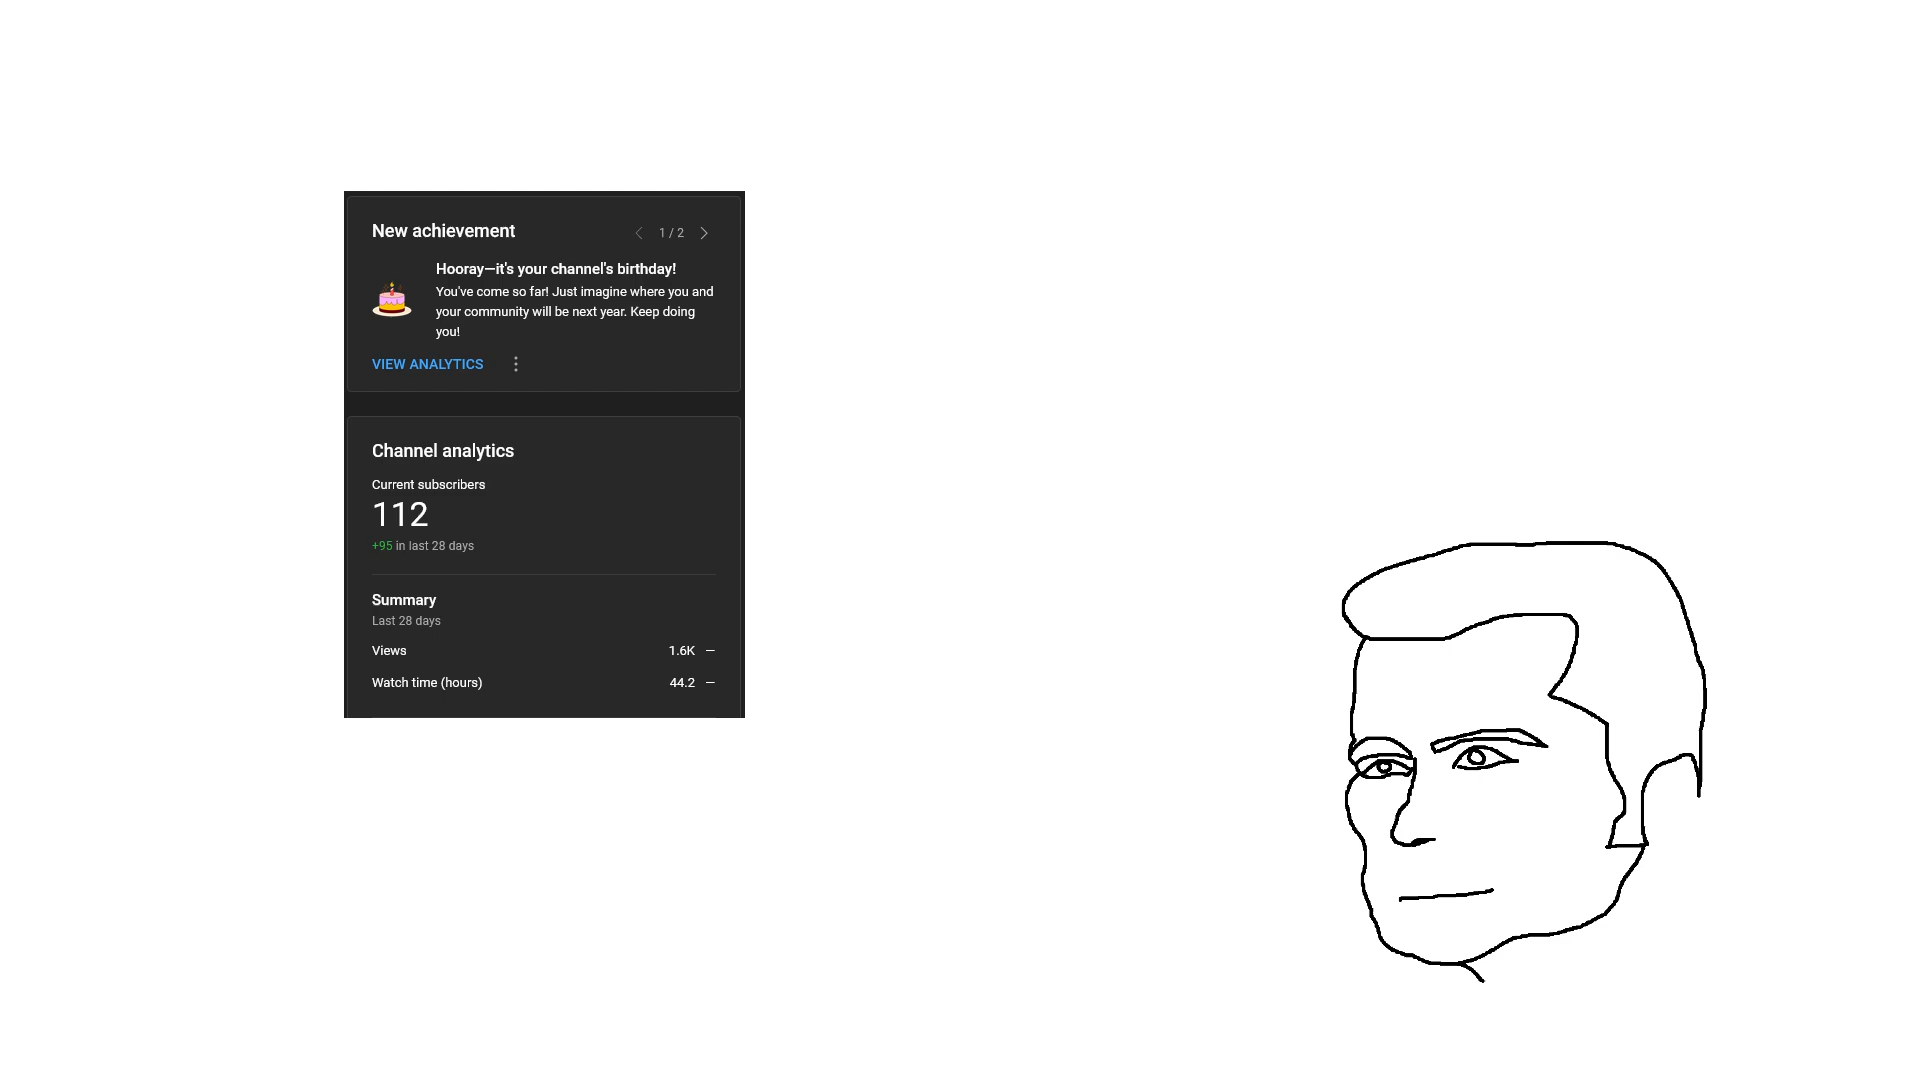 New achievement
1 / 2
Hooray—it's your channel's birthday!
You've come so far! Just imagine where you and
your community will be next year. Keep doing
you!
VIEW ANALYTICS
Channel analytics
Current subscribers
112
+95 in last 28 days
Summary
Last 28 days
Views 1.6K —
Watch time (hours) 44.2 —